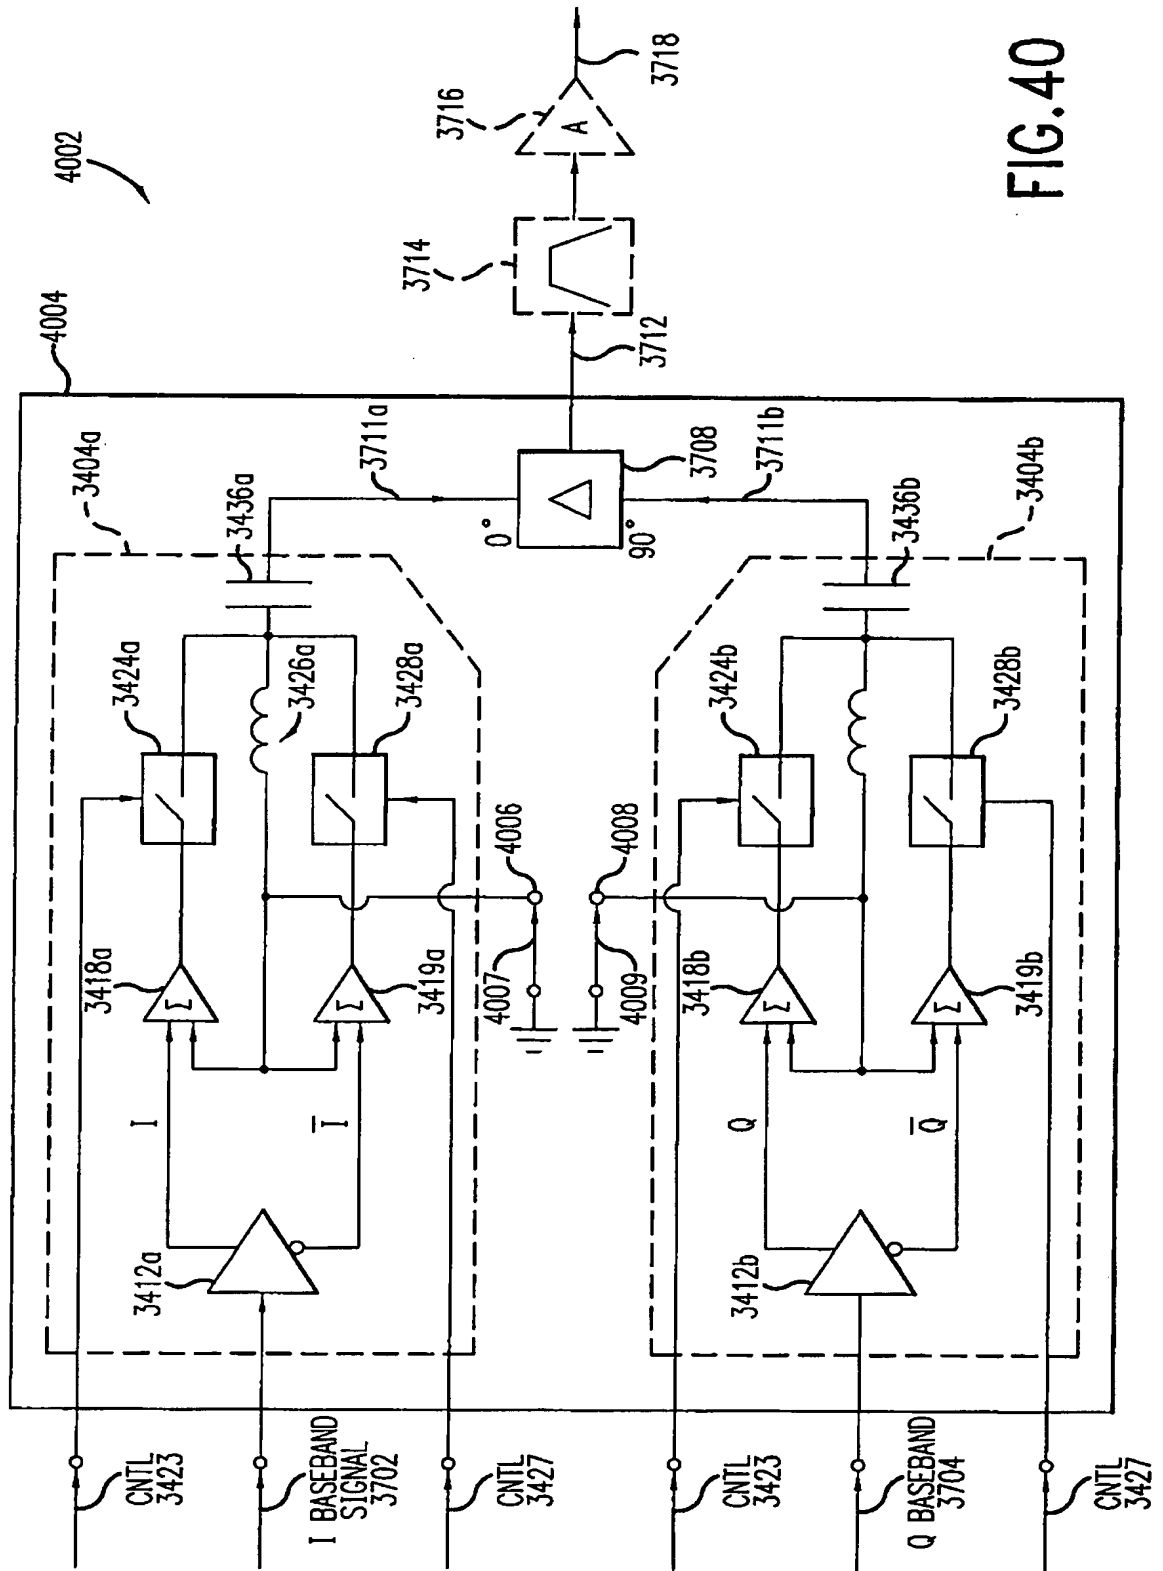 4002
4004
3404a
3424a
3436a
3711a
3418a
3426a
3428a
3412a
I
I̅
3419a
Σ
Σ
0°
90°
3708
3712
3714
3716
A
3718
4007
4006
4009
4008
3711b
3404b
3436b
3424b
3418b
3428b
3412b
Q
Q̅
3419b
Σ
Σ
CNTL
3423
I BASEBAND
SIGNAL
3702
CNTL
3427
CNTL
3423
Q BASEBAND
3704
CNTL
3427
FIG.40